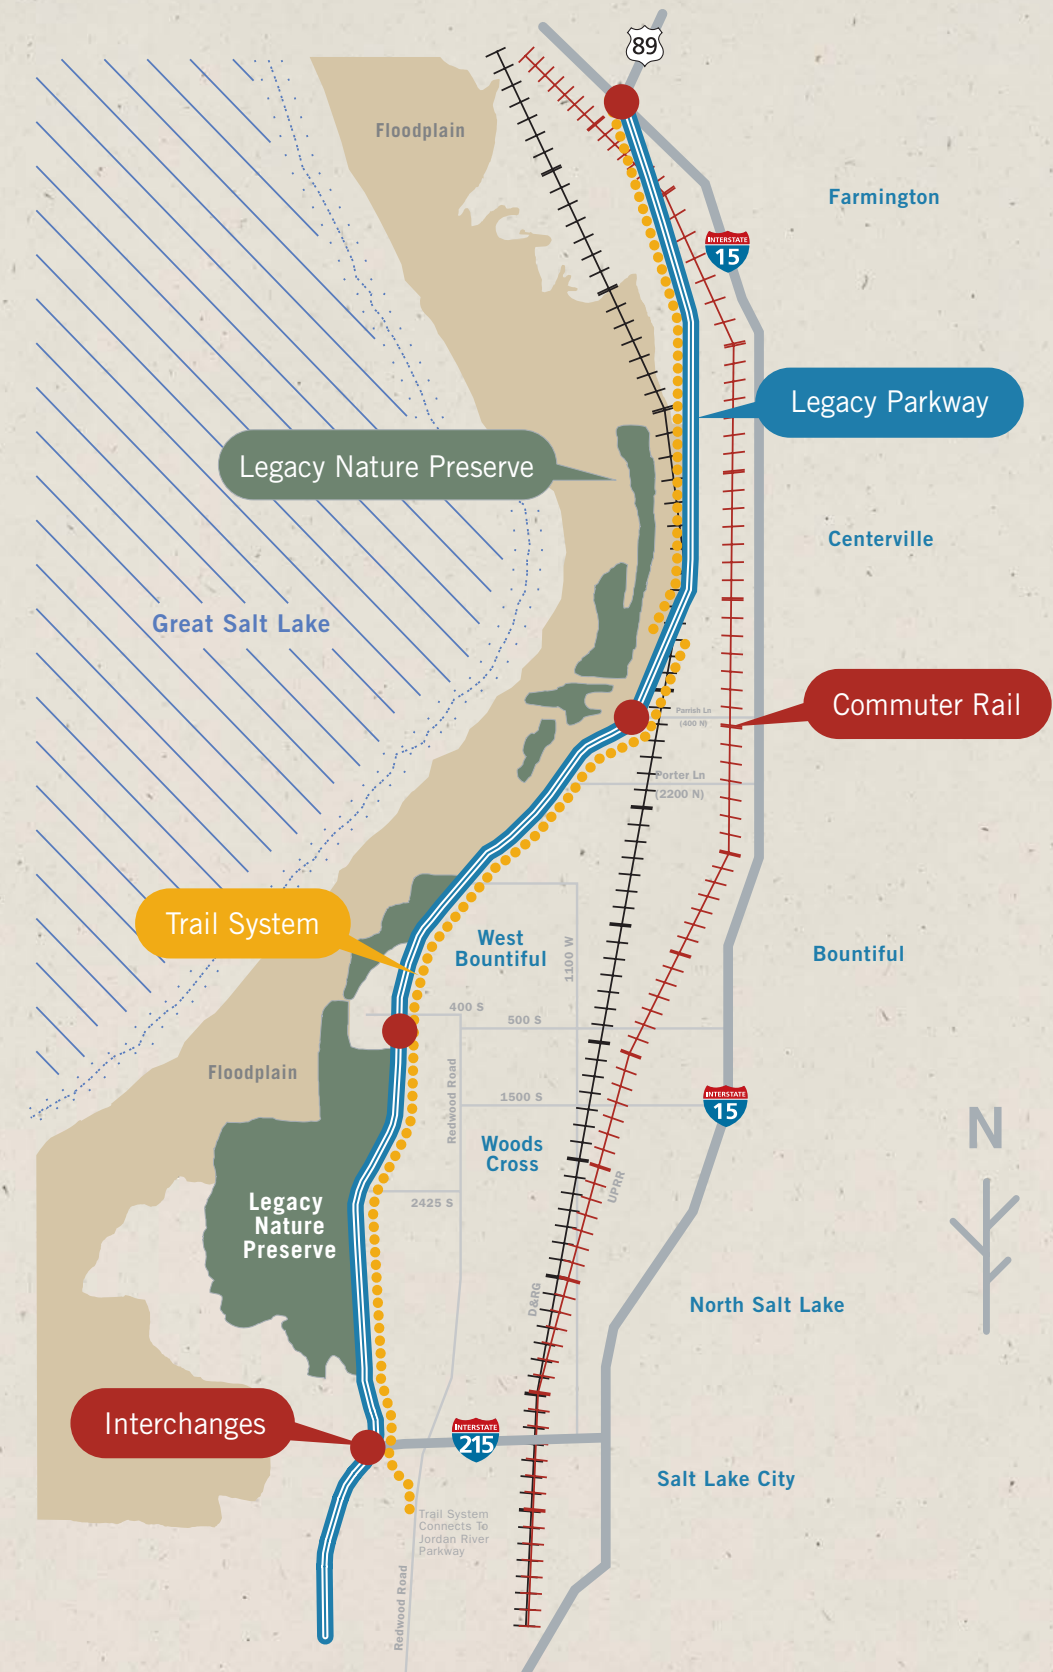 89
Floodplain
Farmington
INTERSTATE
15
Legacy Parkway
Legacy Nature Preserve
Centerville
Great Salt Lake
Commuter Rail
Parrish Ln
(400 N)
Porter Ln
(2200 N)
Trail System
West
Bountiful
1100 W
Bountiful
400 S
500 S
Floodplain
Redwood Road
1500 S
INTERSTATE
15
N
Woods
Cross
UPRR
2425 S
Legacy
Nature
Preserve
D&RG
North Salt Lake
Interchanges
INTERSTATE
215
Salt Lake City
Trail System
Connects To
Jordan River
Parkway
Redwood Road